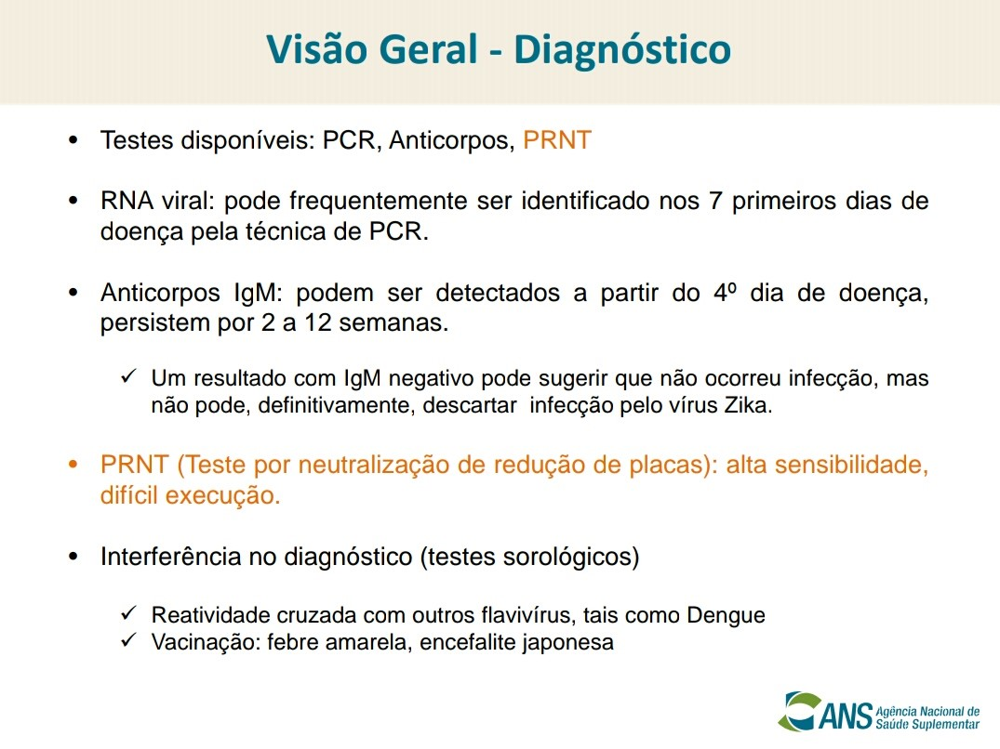 Visão Geral - Diagnóstico
• Testes disponíveis: PCR, Anticorpos, PRNT
• RNA viral: pode frequentemente ser identificado nos 7 primeiros dias de
doença pela técnica de PCR.
• Anticorpos IgM: podem ser detectados a partir do 4º dia de doença,
persistem por 2 a 12 semanas.
✓ Um resultado com IgM negativo pode sugerir que não ocorreu infecção, mas
não pode, definitivamente, descartar infecção pelo vírus Zika.
• PRNT (Teste por neutralização de redução de placas): alta sensibilidade,
difícil execução.
• Interferência no diagnóstico (testes sorológicos)
✓ Reatividade cruzada com outros flavivírus, tais como Dengue
✓ Vacinação: febre amarela, encefalite japonesa
ANS Agência Nacional de
Saúde Suplementar